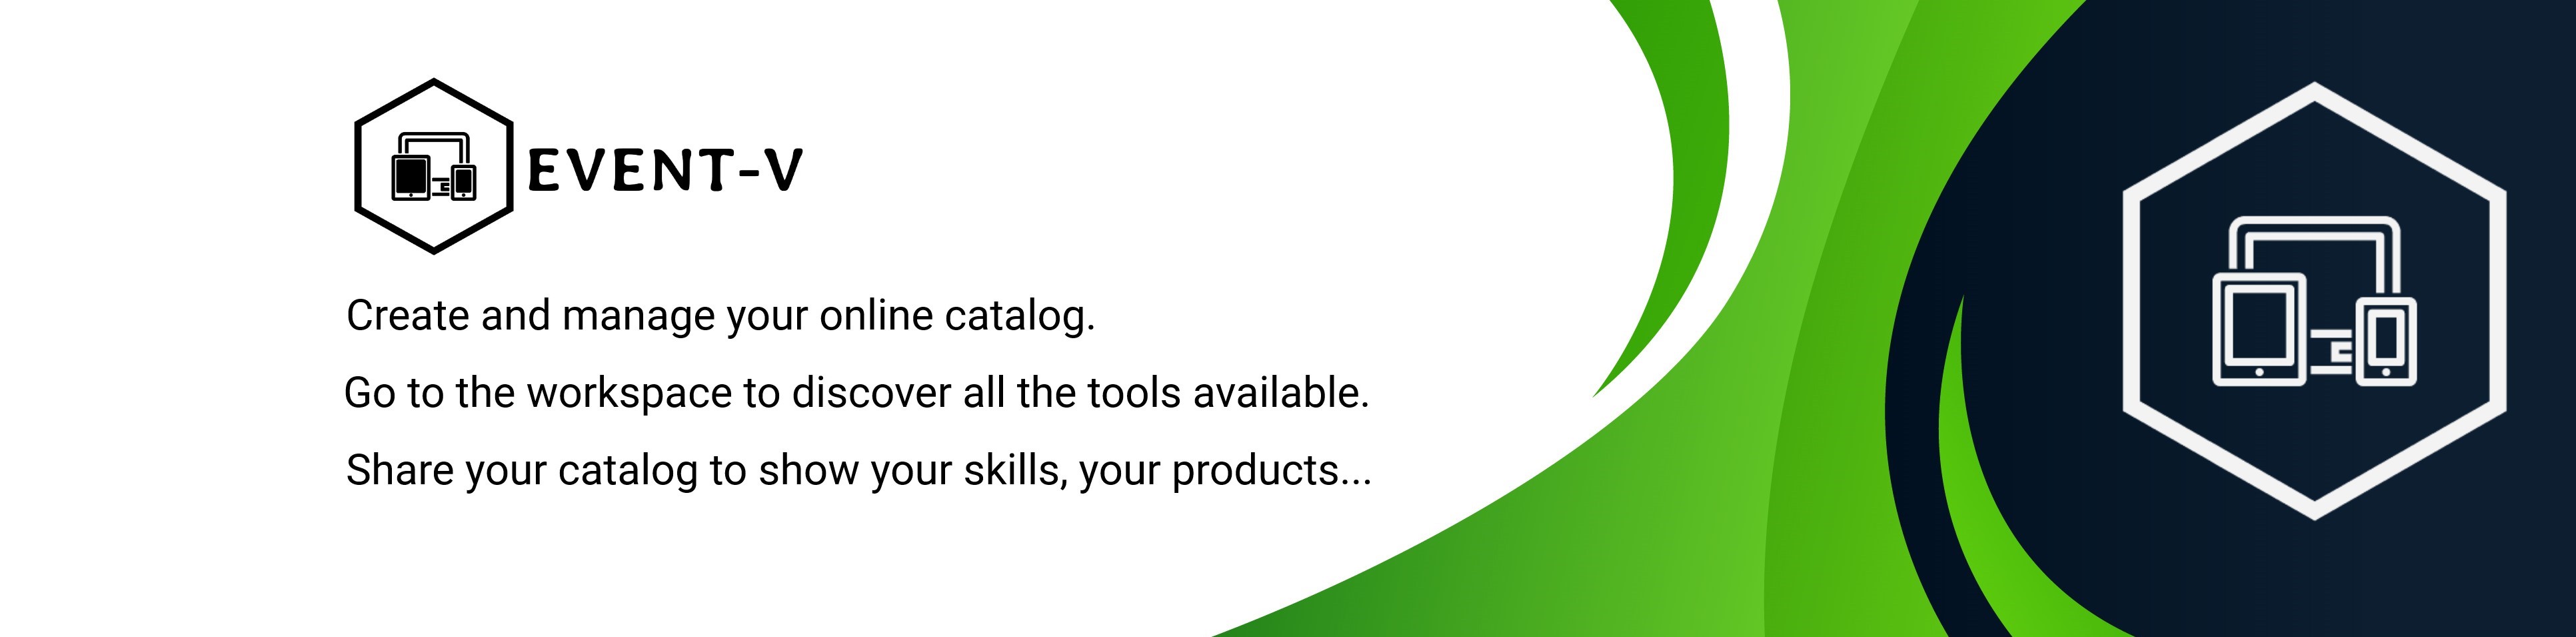 EVENT-V
Create and manage your online catalog.
Go to the workspace to discover all the tools available.
Share your catalog to show your skills, your products...